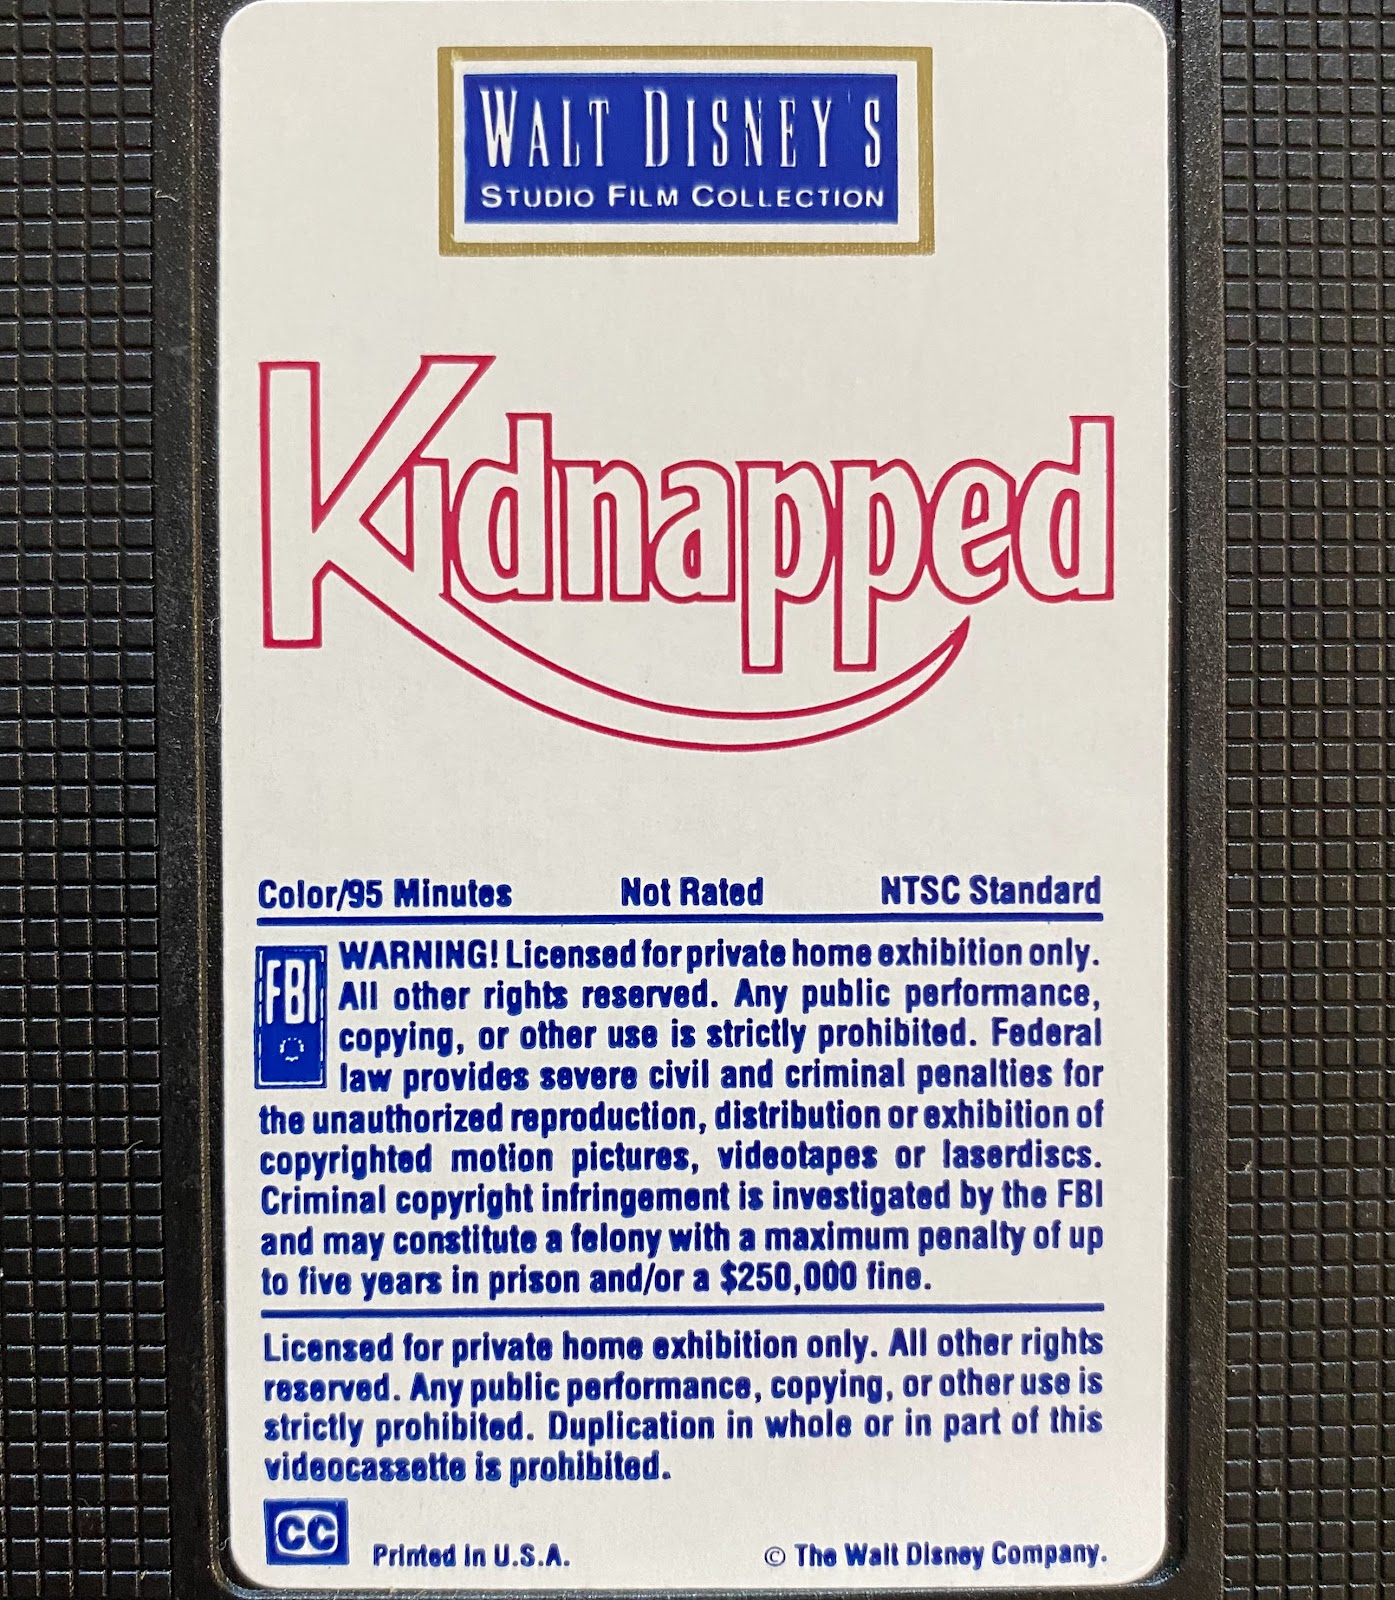 WALT DISNEY'S
STUDIO FILM COLLECTION
Kidnapped
Color/95 Minutes Not Rated NTSC Standard
FBI
WARNING! Licensed for private home exhibition only.
All other rights reserved. Any public performance,
copying, or other use is strictly prohibited. Federal
law provides severe civil and criminal penalties for
the unauthorized reproduction, distribution or exhibition of
copyrighted motion pictures, videotapes or laserdiscs.
Criminal copyright infringement is investigated by the FBI
and may constitute a felony with a maximum penalty of up
to five years in prison and/or a $250,000 fine.
Licensed for private home exhibition only. All other rights
reserved. Any public performance, copying, or other use is
strictly prohibited. Duplication in whole or in part of this
videocassette is prohibited.
CC Printed in U.S.A. © The Walt Disney Company.